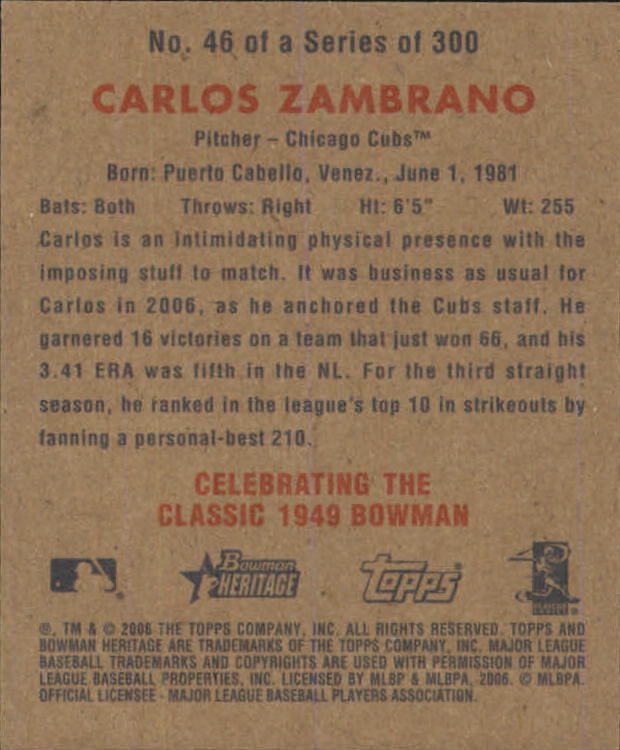 No. 46 of a Series of 300
CARLOS ZAMBRANO
Pitcher – Chicago Cubs™
Born: Puerto Cabello, Venez., June 1, 1981
Bats: Both Throws: Right Ht: 6'5" Wt: 255
Carlos is an intimidating physical presence with the
imposing stuff to match. It was business as usual for
Carlos in 2006, as he anchored the Cubs staff. He
garnered 16 victories on a team that just won 66, and his
3.41 ERA was fifth in the NL. For the third straight
season, he ranked in the league's top 10 in strikeouts by
fanning a personal-best 210.
CELEBRATING THE
CLASSIC 1949 BOWMAN
Bowman
HERITAGE
Topps®
®, TM & © 2006 THE TOPPS COMPANY, INC. ALL RIGHTS RESERVED. TOPPS AND
BOWMAN HERITAGE ARE TRADEMARKS OF THE TOPPS COMPANY, INC. MAJOR LEAGUE
BASEBALL TRADEMARKS AND COPYRIGHTS ARE USED WITH PERMISSION OF MAJOR
LEAGUE BASEBALL PROPERTIES, INC. LICENSED BY MLBP & MLBPA, 2006. © MLBPA.
OFFICIAL LICENSEE - MAJOR LEAGUE BASEBALL PLAYERS ASSOCIATION.